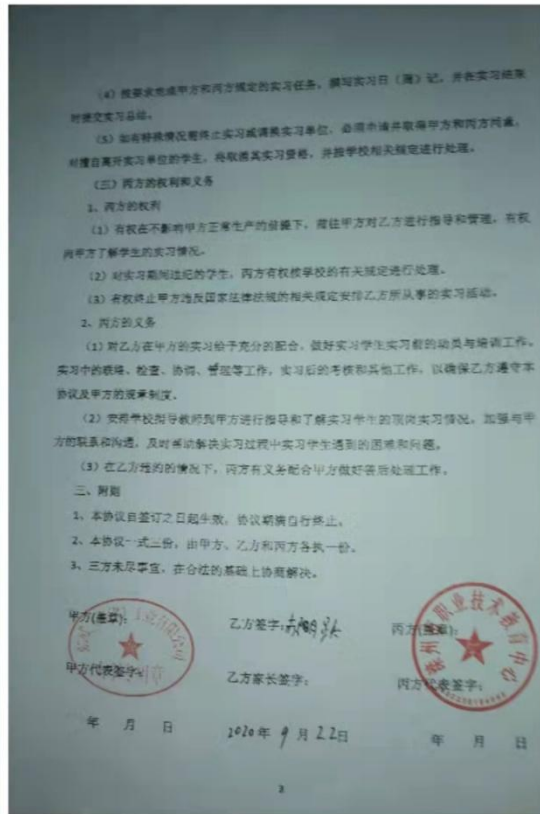 （4）按要求完成甲方和丙方规定的实习任务，撰写实习日（周）记，并在实习结束
时提交实习总结。
（5）如有特殊情况需终止实习或调换实习单位，必须申请并取得甲方和丙方同意，
对擅自离开实习单位的学生，将取消其实习资格，并按学校相关规定进行处理。
（三）丙方的权利和义务
1、丙方的权利
（1）有权在不影响甲方正常生产的前提下，前往甲方对乙方进行指导和管理，有权
向甲方了解学生的实习情况。
（2）对实习期间违纪的学生，丙方有权按学校的有关规定进行处理。
（3）有权终止甲方违反国家法律法规的相关规定安排乙方所从事的实习活动。
2、丙方的义务
（1）对乙方在甲方的实习给予充分的配合，做好实习学生实习前的动员与培训工作，
实习中的联络、检查、协调、管理等工作，实习后的考核和其他工作，以确保乙方遵守本
协议及甲方的规章制度。
（2）安排学校指导教师到甲方进行指导和了解实习学生的顶岗实习情况，加强与甲
方的联系和沟通，及时帮助解决实习过程中实习学生遇到的困难和问题。
（3）在乙方违约的情况下，丙方有义务配合甲方做好善后处理工作。
三、附则
1、本协议自签订之日起生效，协议期满自行终止。
2、本协议一式三份，由甲方、乙方和丙方各执一份。
3、三方未尽事宜，在合法的基础上协商解决。
甲方(盖章): 乙方签字: 丙方(盖章):
工业有限公司
职业技术教育中心
甲方代表签字: 乙方家长签字: 丙方代表签字:
年 月 日 2020年 9 月 22日 年 月 日
3